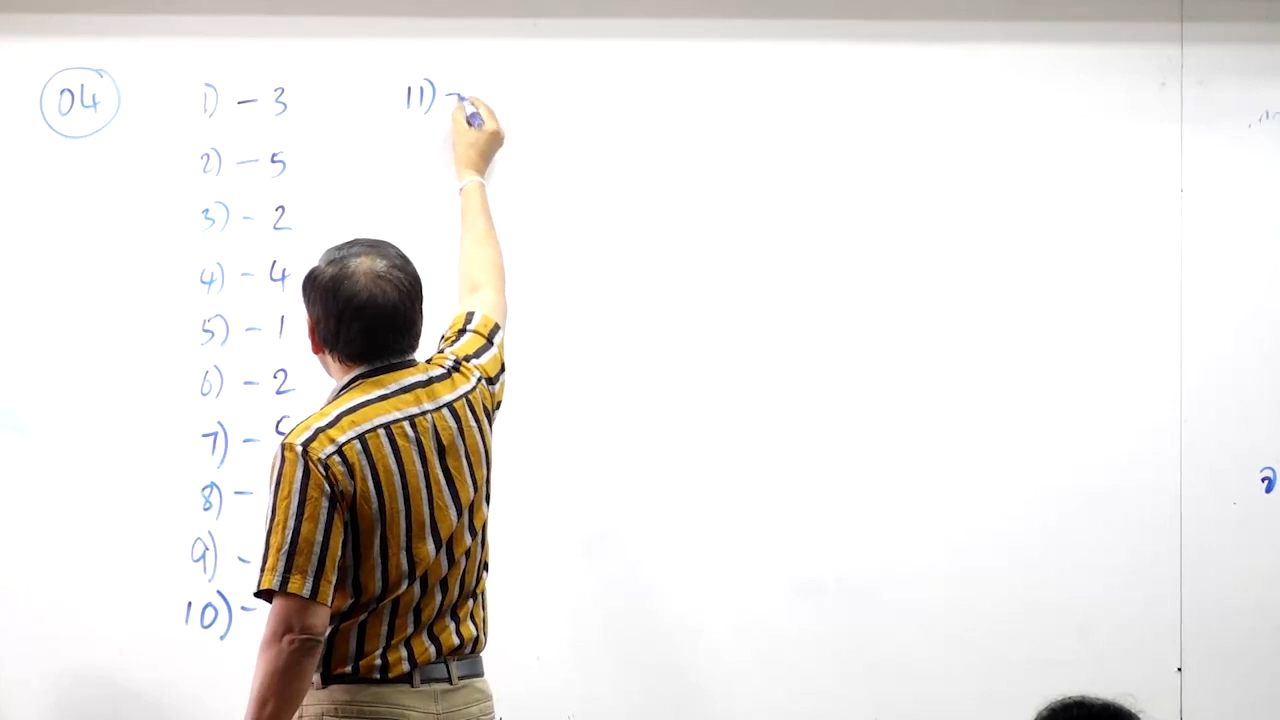 04
1) - 3
2) - 5
3) - 2
4) - 4
5) - 1
6) - 2
7) -
8) -
9) -
10) -
11) -